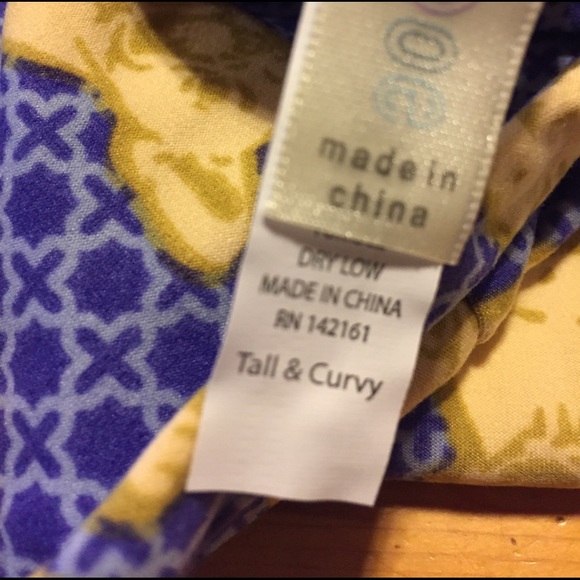 made in
china
DRY LOW
MADE IN CHINA
RN 142161
Tall & Curvy